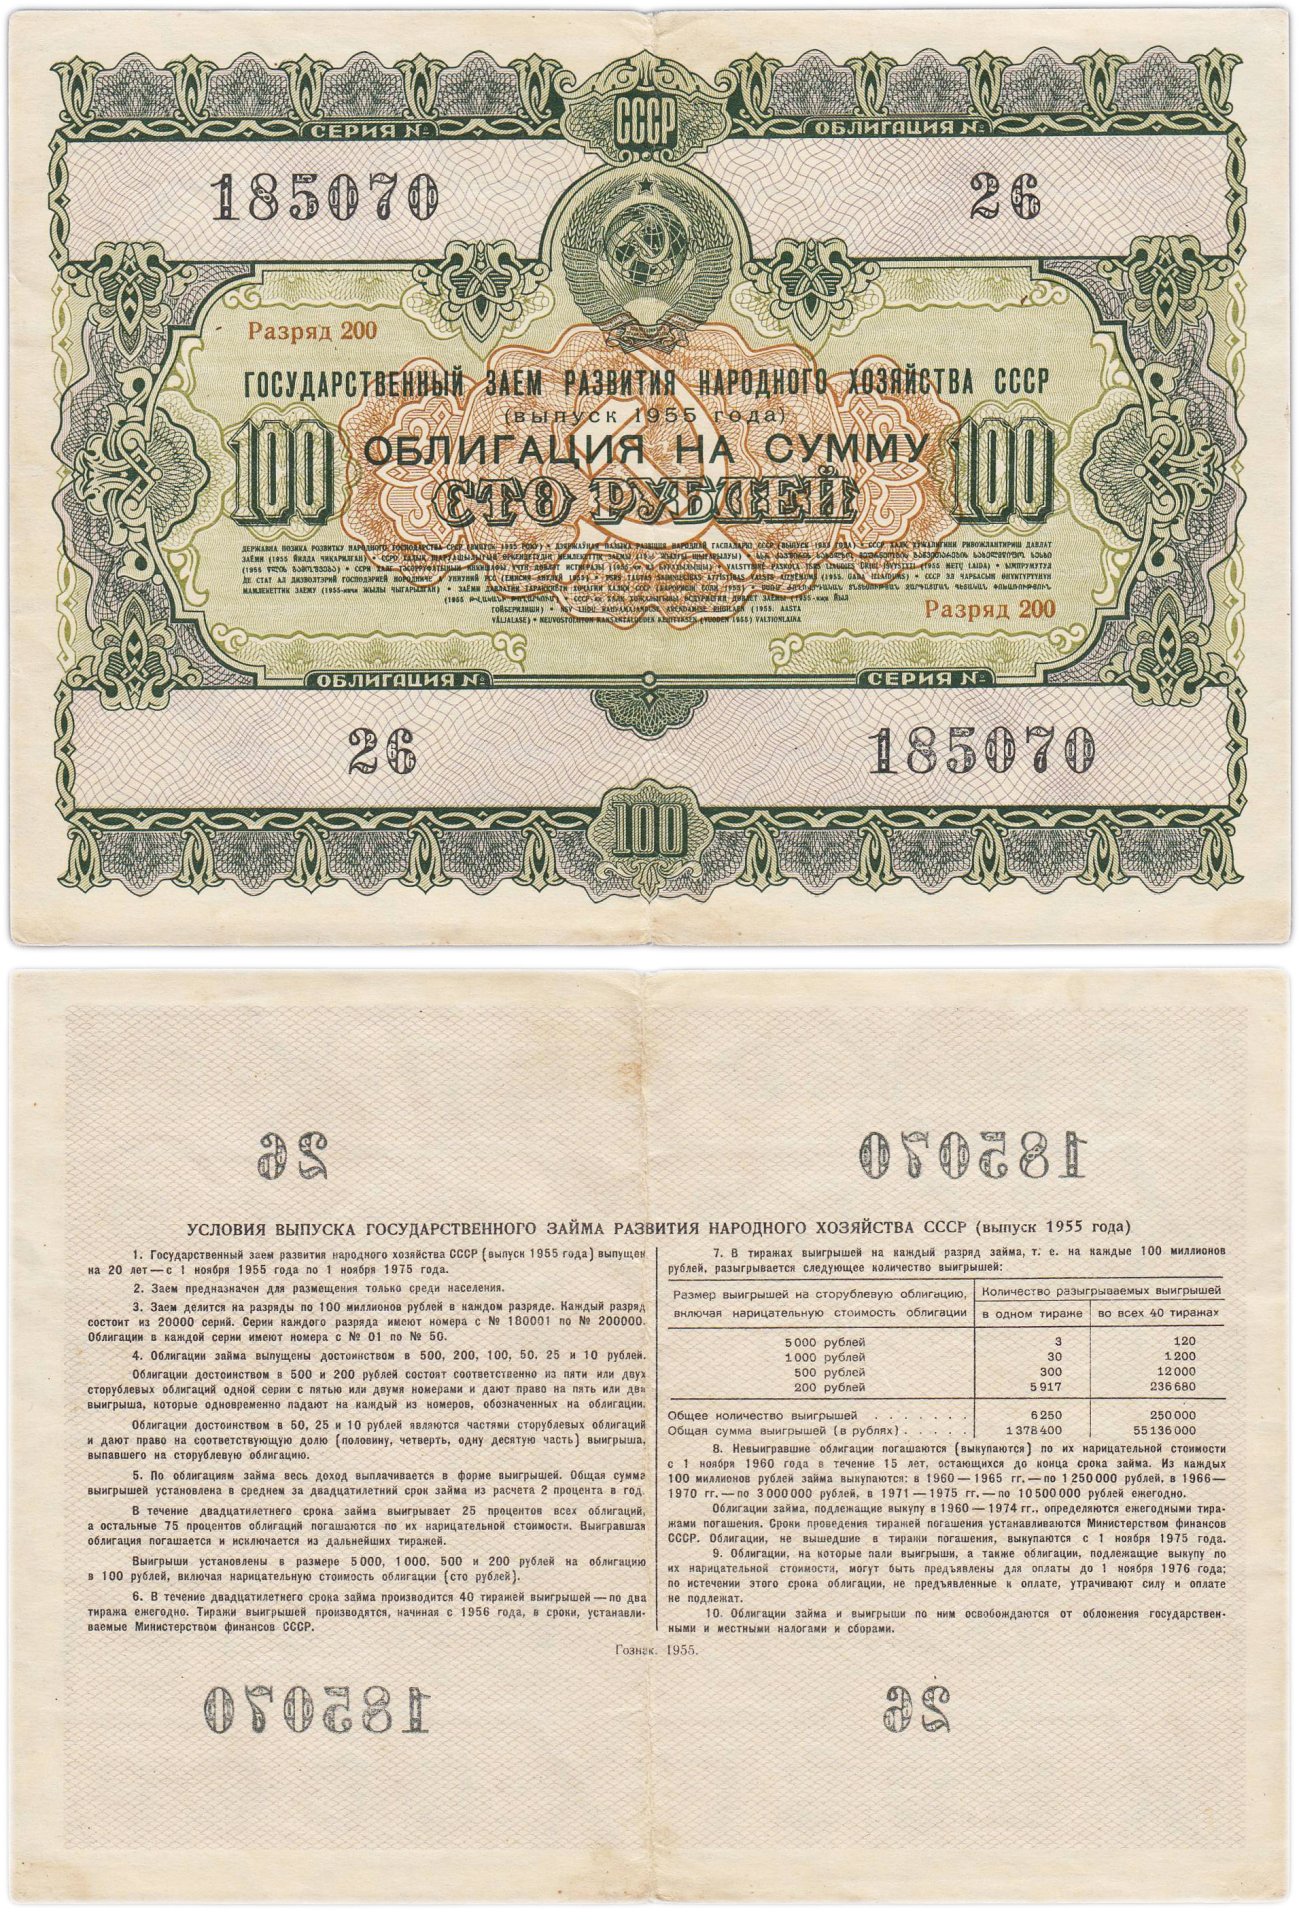 СССР
СЕРИЯ №
ОБЛИГАЦИЯ №
185070
26
Разряд 200
ГОСУДАРСТВЕННЫЙ ЗАЕМ РАЗВИТИЯ НАРОДНОГО ХОЗЯЙСТВА СССР
(выпуск 1955 года)
ОБЛИГАЦИЯ НА СУММУ
100
СТО РУБЛЕЙ
100
Разряд 200
ОБЛИГАЦИЯ №
СЕРИЯ №
26
185070
100
26
185070
УСЛОВИЯ ВЫПУСКА ГОСУДАРСТВЕННОГО ЗАЙМА РАЗВИТИЯ НАРОДНОГО ХОЗЯЙСТВА СССР (выпуск 1955 года)
1. Государственный заем развития народного хозяйства СССР (выпуск 1955 года) выпущен
на 20 лет — с 1 ноября 1955 года по 1 ноября 1975 года.
2. Заем предназначен для размещения только среди населения.
3. Заем делится на разряды по 100 миллионов рублей в каждом разряде. Каждый разряд
состоит из 20000 серий. Серии каждого разряда имеют номера с № 180001 по № 200000.
Облигации в каждой серии имеют номера с № 01 по № 50.
4. Облигации займа выпущены достоинством в 500, 200, 100, 50, 25 и 10 рублей.
Облигации достоинством в 500 и 200 рублей состоят соответственно из пяти или двух
сторублевых облигаций одной серии с пятью или двумя номерами и дают право на пять или два
выигрыша, которые одновременно падают на каждый из номеров, обозначенных на облигации.
Облигации достоинством в 50, 25 и 10 рублей являются частями сторублевых облигаций
и дают право на соответствующую долю (половину, четверть, одну десятую часть) выигрыша,
выпавшего на сторублевую облигацию.
5. По облигациям займа весь доход выплачивается в форме выигрышей. Общая сумма
выигрышей установлена в среднем за двадцатилетний срок займа из расчета 2 процента в год.
В течение двадцатилетнего срока займа выигрывает 25 процентов всех облигаций,
а остальные 75 процентов облигаций погашаются по их нарицательной стоимости. Выигравшая
облигация погашается и исключается из дальнейших тиражей.
Выигрыши установлены в размере 5000, 1000, 500 и 200 рублей на облигацию
в 100 рублей, включая нарицательную стоимость облигации (сто рублей).
6. В течение двадцатилетнего срока займа производится 40 тиражей выигрышей — по два
тиража ежегодно. Тиражи выигрышей производятся, начиная с 1956 года, в сроки, устанавли-
ваемые Министерством финансов СССР.
7. В тиражах выигрышей на каждый разряд займа, т. е. на каждые 100 миллионов
рублей, разыгрывается следующее количество выигрышей:
Размер выигрышей на сторублевую облигацию,
включая нарицательную стоимость облигации
Количество разыгрываемых выигрышей
в одном тираже во всех 40 тиражах
5000 рублей 3 120
1000 рублей 30 1200
500 рублей 300 12000
200 рублей 5917 236680
Общее количество выигрышей . . . . . . . 6250 250000
Общая сумма выигрышей (в рублях) . . . . . 1378400 55136000
8. Невыигравшие облигации погашаются (выкупаются) по их нарицательной стоимости
с 1 ноября 1960 года в течение 15 лет, остающихся до конца срока займа. Из каждых
100 миллионов рублей займа выкупаются: в 1960—1965 гг.—по 1250000 рублей, в 1966—
1970 гг.—по 3000000 рублей, в 1971—1975 гг.—по 10500000 рублей ежегодно.
Облигации займа, подлежащие выкупу в 1960—1974 гг., определяются ежегодными тира-
жами погашения. Сроки проведения тиражей погашения устанавливаются Министерством финансов
СССР. Облигации, не вышедшие в тиражи погашения, выкупаются с 1 ноября 1975 года.
9. Облигации, на которые пали выигрыши, а также облигации, подлежащие выкупу по
их нарицательной стоимости, могут быть предъявлены для оплаты до 1 ноября 1976 года;
по истечении этого срока облигации, не предъявленные к оплате, утрачивают силу и оплате
не подлежат.
10. Облигации займа и выигрыши по ним освобождаются от обложения государствен-
ными и местными налогами и сборами.
Гознак. 1955.
185070
26